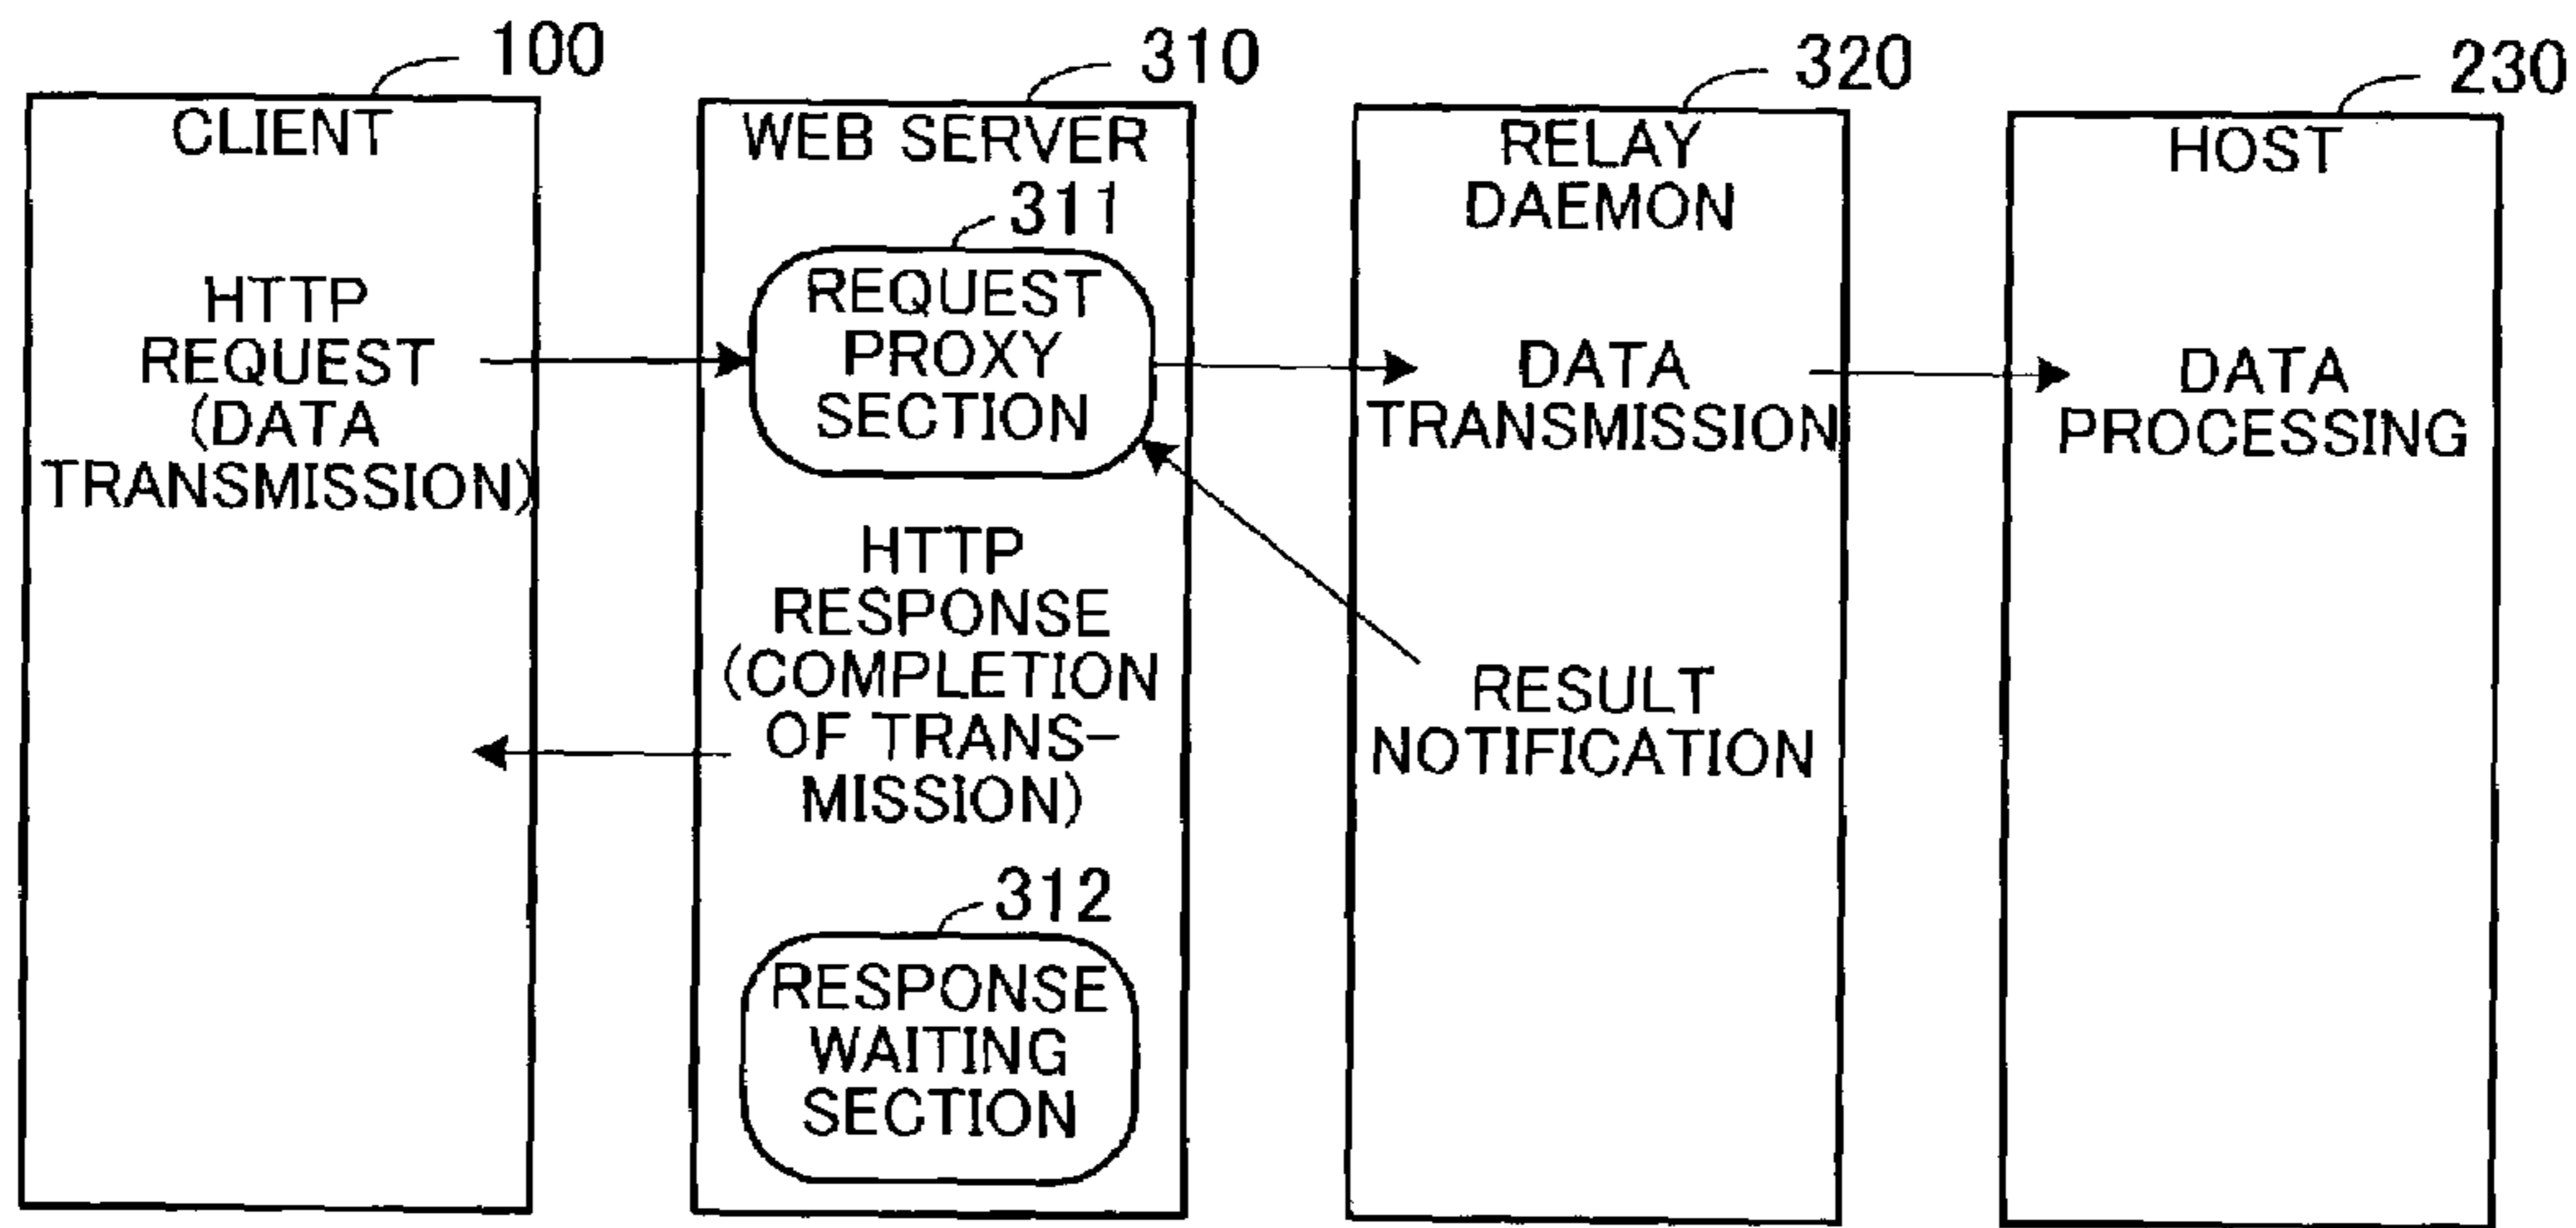 100
CLIENT
HTTP
REQUEST
(DATA
TRANSMISSION)
310
WEB SERVER
311
REQUEST
PROXY
SECTION
HTTP
RESPONSE
(COMPLETION
OF TRANS-
MISSION)
312
RESPONSE
WAITING
SECTION
320
RELAY
DAEMON
DATA
TRANSMISSION
RESULT
NOTIFICATION
230
HOST
DATA
PROCESSING